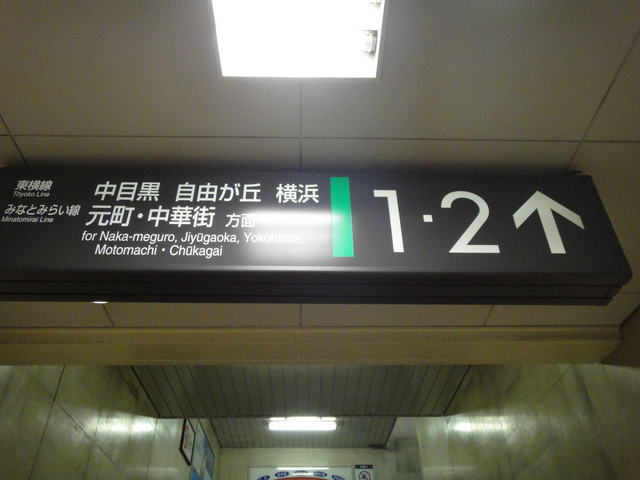 東横線
Tōyoko Line
みなとみらい線
Minatomirai Line
中目黒 自由が丘 横浜
元町・中華街 方面
for Naka-meguro, Jiyūgaoka, Yokohama,
Motomachi・Chūkagai
1・2